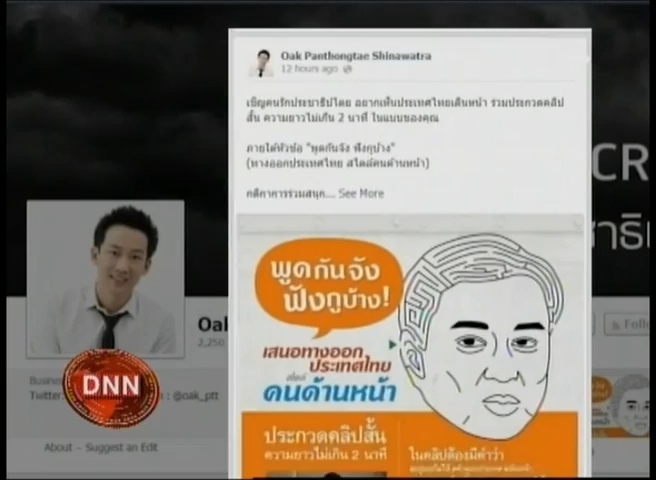 Oak Panthongtae Shinawatra
12 hours ago
เชิญคนรักประชาธิปไตย อยากเห็นประเทศไทยเดินหน้า ร่วมประกวดคลิป
สั้น ความยาวไม่เกิน 2 นาที ในแบบของคุณ
ภายใต้หัวข้อ "พูดกันจัง ฟังกูบ้าง"
(ทางออกประเทศไทย สไตล์คนด้านหน้า)
กติกาการร่วมสนุก... See More
พูดกันจัง
ฟังกูบ้าง!
เสนอทางออก
ประเทศไทย
สไตล์
คนด้านหน้า
ประกวดคลิปสั้น
ความยาวไม่เกิน 2 นาที
ในคลิปต้องมีคำว่า
CR
Oak
2,250
DNN
: @oak_ptt
About – Suggest an Edit